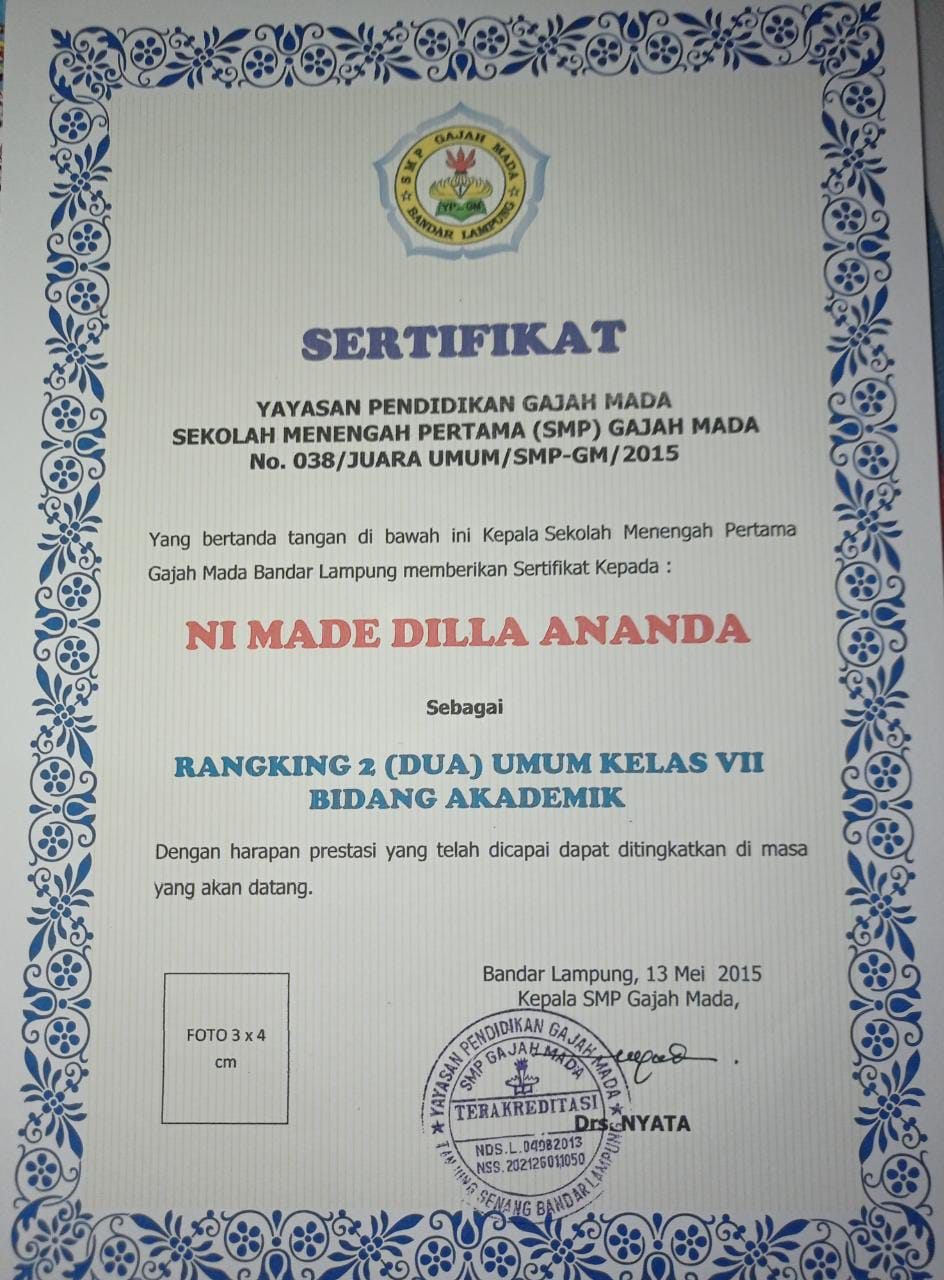 SMP GAJAH MADA
YP - GM
BANDAR LAMPUNG
SERTIFIKAT
YAYASAN PENDIDIKAN GAJAH MADA
SEKOLAH MENENGAH PERTAMA (SMP) GAJAH MADA
No. 038/JUARA UMUM/SMP-GM/2015
Yang bertanda tangan di bawah ini Kepala Sekolah Menengah Pertama
Gajah Mada Bandar Lampung memberikan Sertifikat Kepada :
NI MADE DILLA ANANDA
Sebagai
RANGKING 2 (DUA) UMUM KELAS VII
BIDANG AKADEMIK
Dengan harapan prestasi yang telah dicapai dapat ditingkatkan di masa
yang akan datang.
Bandar Lampung, 13 Mei 2015
Kepala SMP Gajah Mada,
FOTO 3 x 4
cm
YAYASAN PENDIDIKAN GAJAH MADA
SMP GAJAH MADA
TERAKREDITASI
NDS.L.04082013
NSS. 202126011050
TANJUNG SENANG BANDAR LAMPUNG
Drs. NYATA